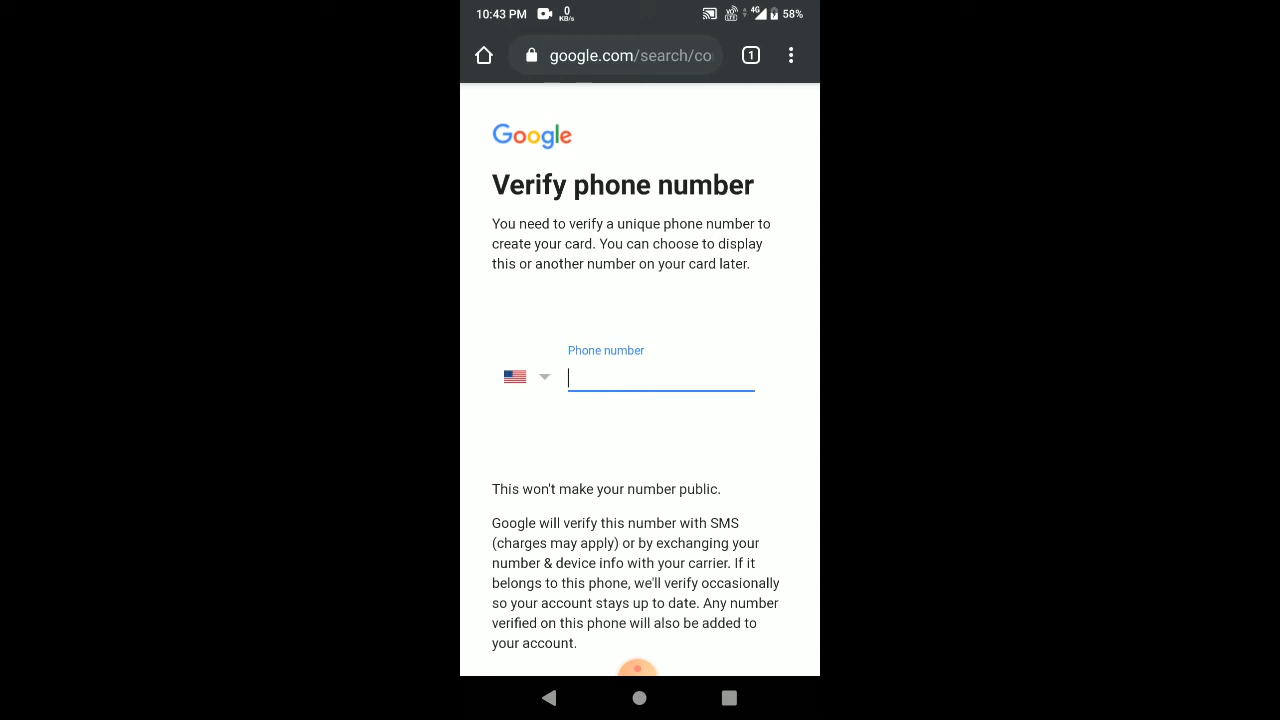 10:43 PM 0 KB/s VoLTE 4G 58%
google.com/search/co 1
Google
Verify phone number
You need to verify a unique phone number to
create your card. You can choose to display
this or another number on your card later.
Phone number
This won't make your number public.
Google will verify this number with SMS
(charges may apply) or by exchanging your
number & device info with your carrier. If it
belongs to this phone, we'll verify occasionally
so your account stays up to date. Any number
verified on this phone will also be added to
your account.